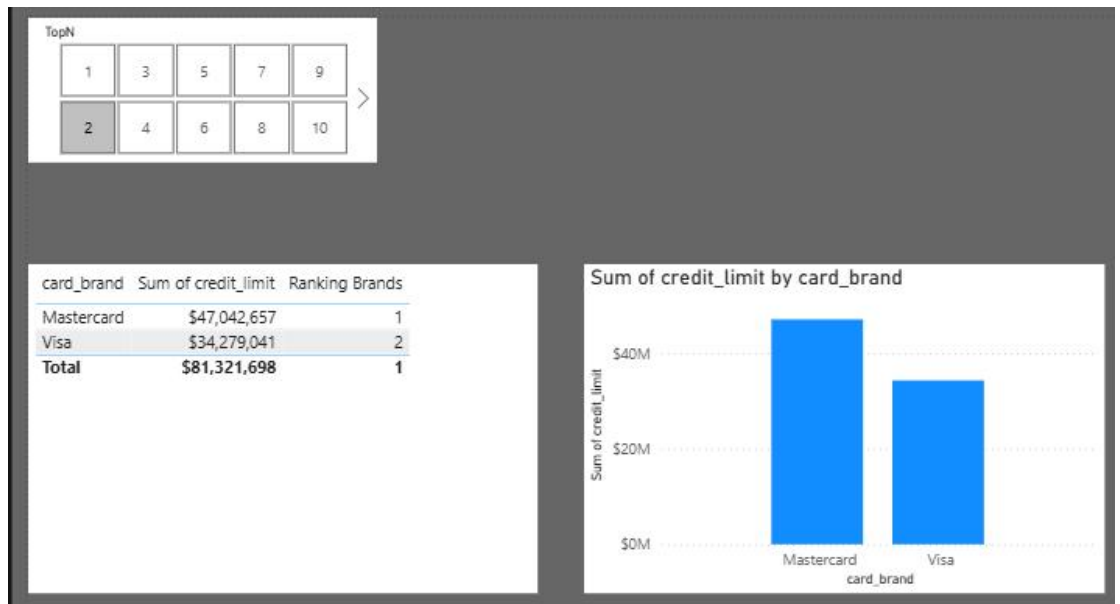 TopN
1 3 5 7 9
2 4 6 8 10
card_brand Sum of credit_limit Ranking Brands
Mastercard $47,042,657 1
Visa $34,279,041 2
Total $81,321,698 1
Sum of credit_limit by card_brand
Sum of credit_limit
$40M
$20M
$0M
Mastercard Visa
card_brand